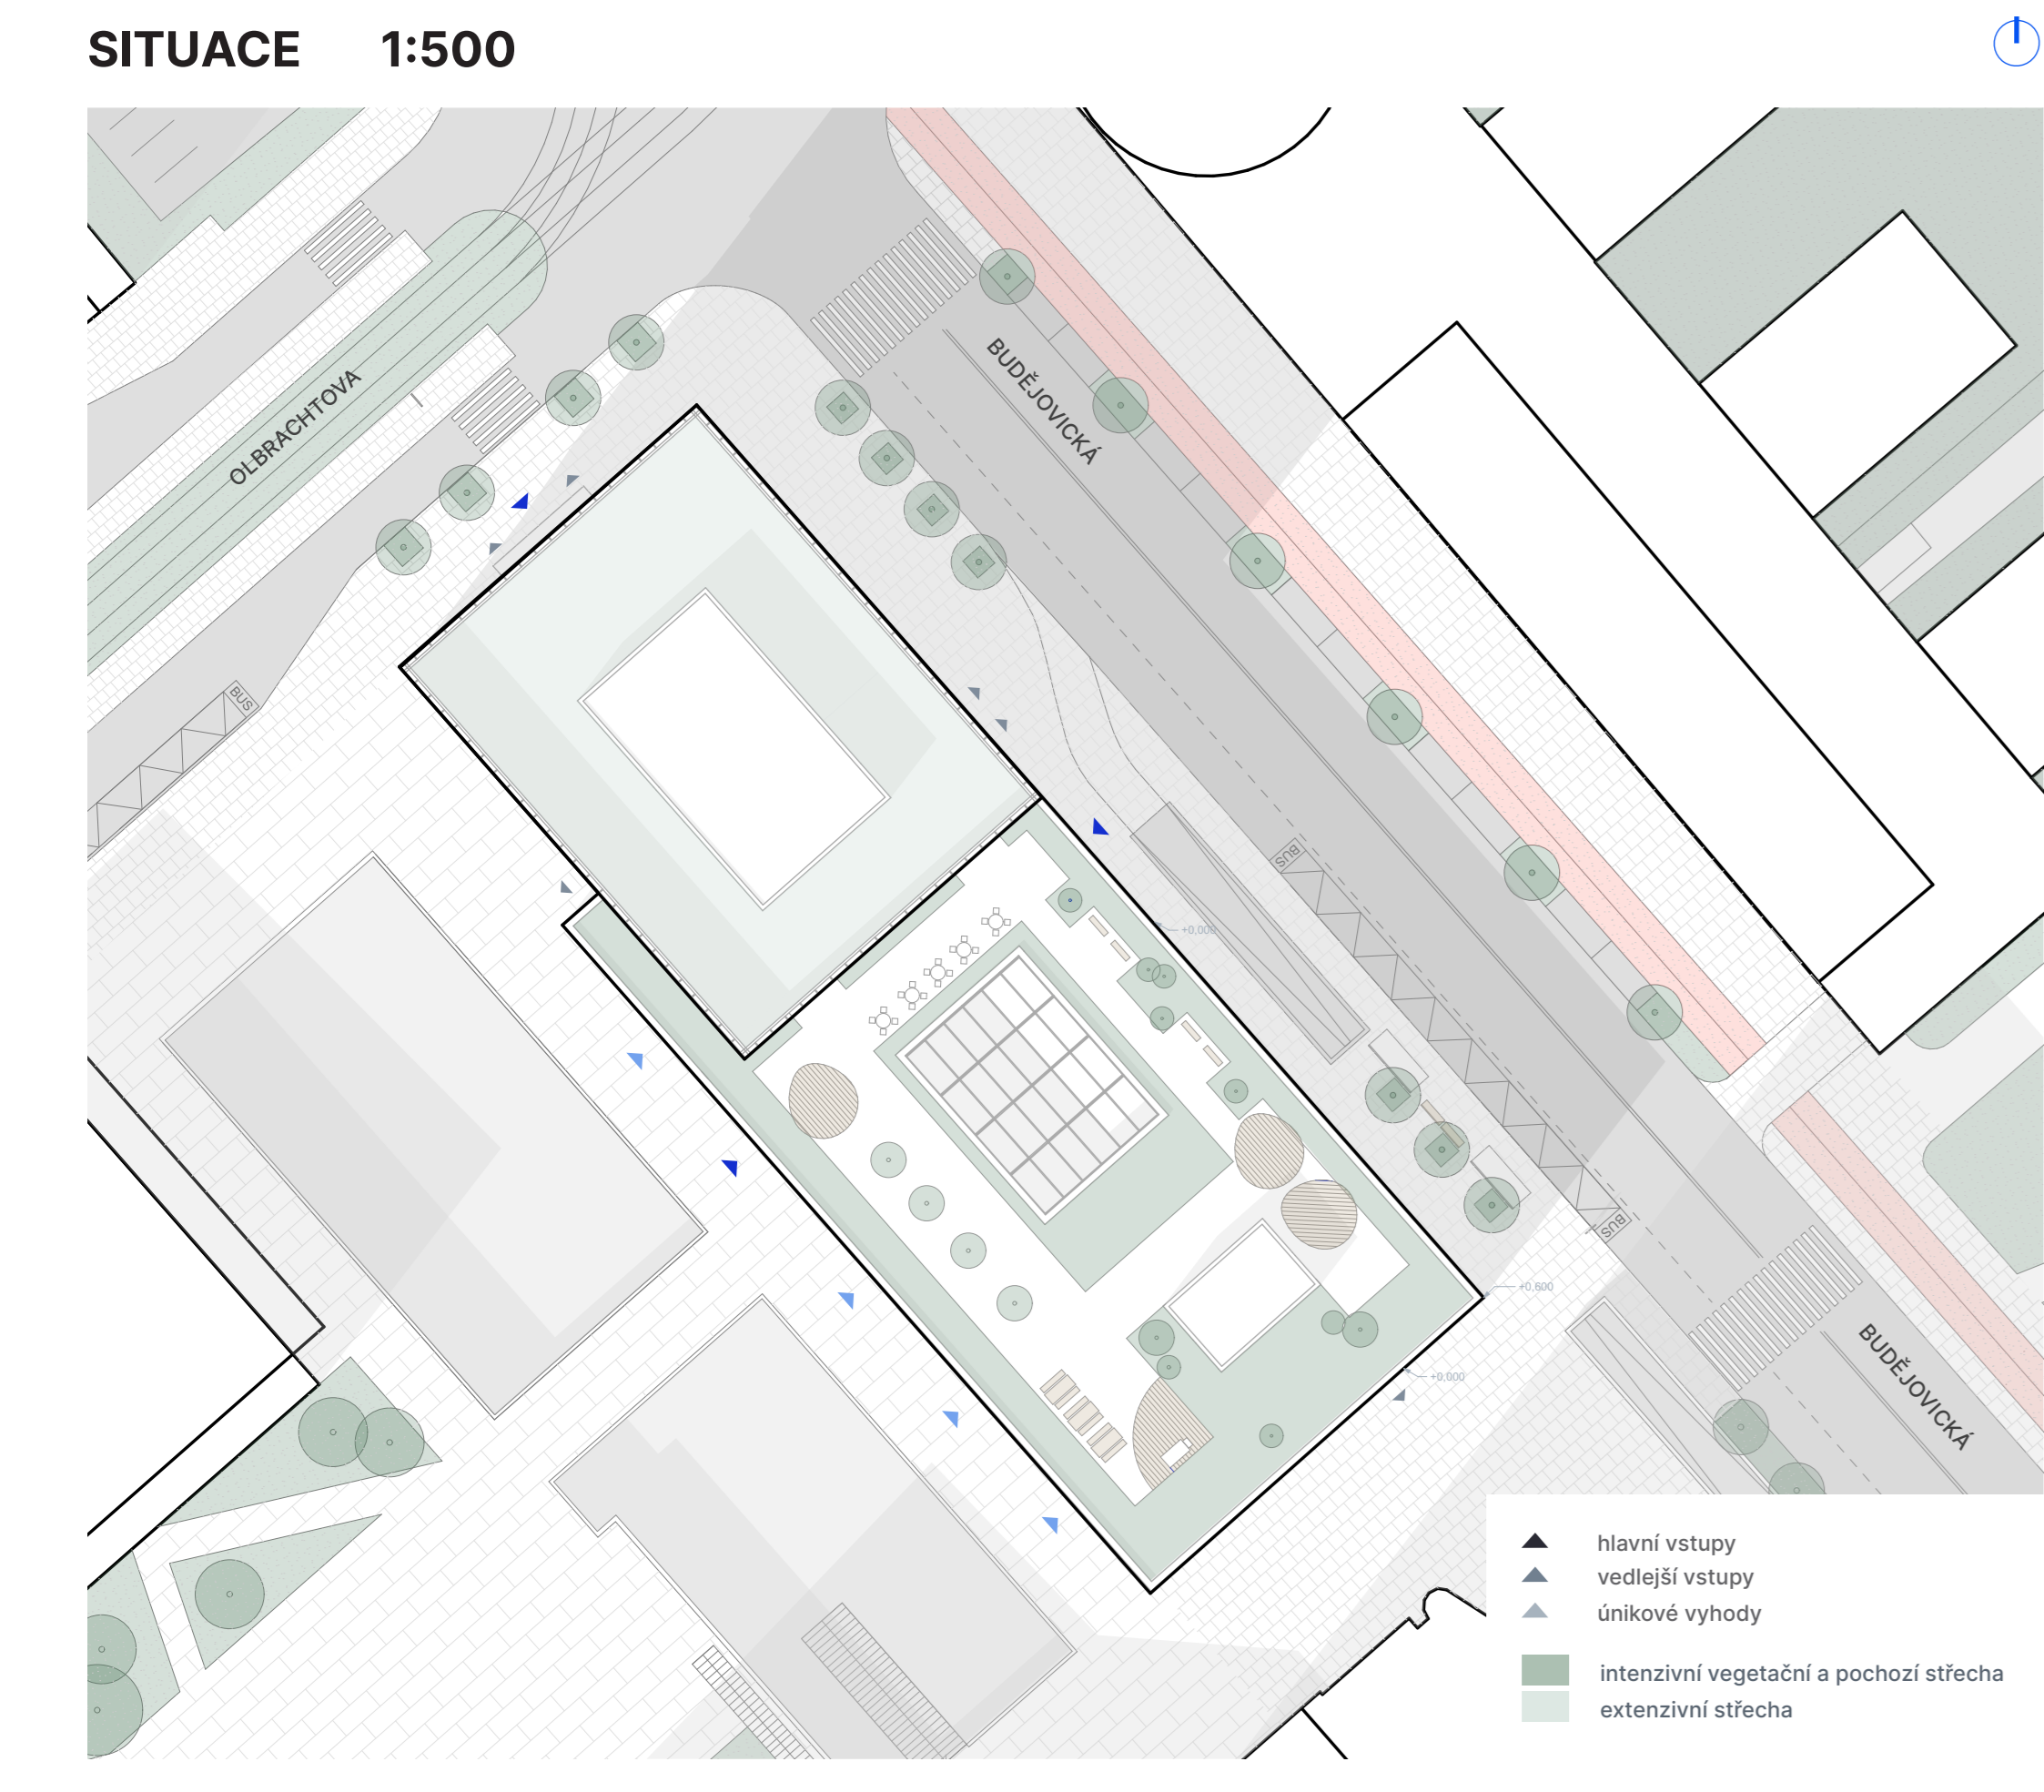 SITUACE 1:500
OLBRACHTOVA
BUDĚJOVICKÁ
BUS
BUS
+0,000
BUS
+0,600
+0,000
BUDĚJOVICKÁ
hlavní vstupy
vedlejší vstupy
únikové vyhody
intenzivní vegetační a pochozí střecha
extenzivní střecha